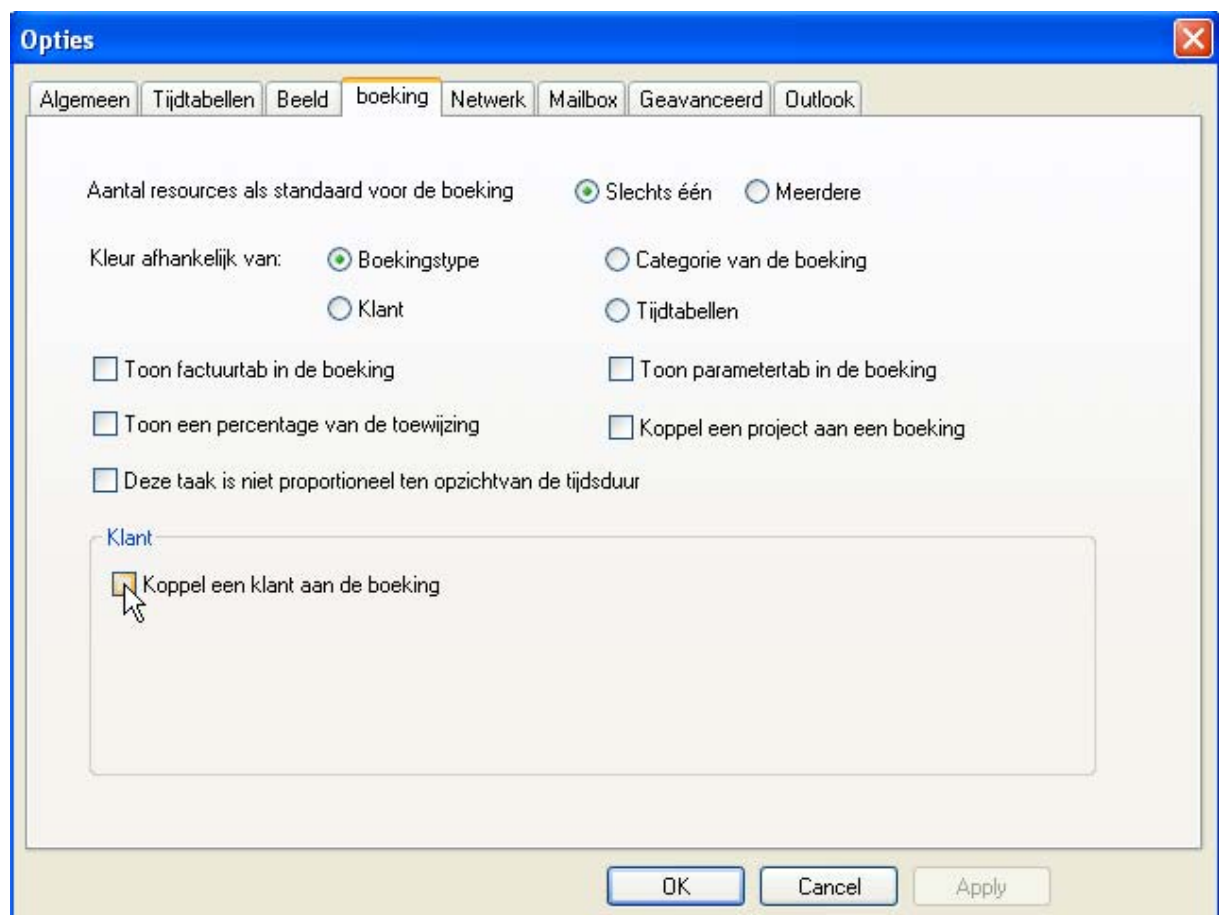 Opties
Algemeen Tijdtabellen Beeld boeking Netwerk Mailbox Geavanceerd Outlook
Aantal resources als standaard voor de boeking Slechts één Meerdere
Kleur afhankelijk van: Boekingstype Categorie van de boeking
Klant Tijdtabellen
Toon factuurtab in de boeking Toon parametertab in de boeking
Toon een percentage van de toewijzing Koppel een project aan een boeking
Deze taak is niet proportioneel ten opzichtvan de tijdsduur
Klant
Koppel een klant aan de boeking
OK Cancel Apply